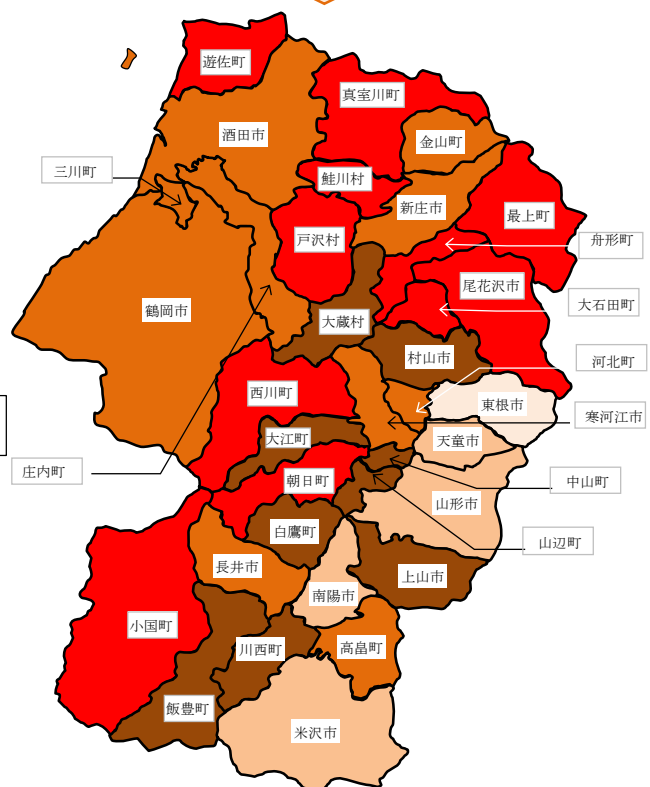 遊佐町
真室川町
酒田市
金山町
三川町
鮭川村
新庄市
最上町
戸沢村
舟形町
尾花沢市
鶴岡市
大石田町
大蔵村
村山市
河北町
西川町
東根市
寒河江市
大江町
天童市
庄内町
朝日町
中山町
山形市
白鷹町
山辺町
長井市
上山市
南陽市
小国町
川西町
高畠町
飯豊町
米沢市